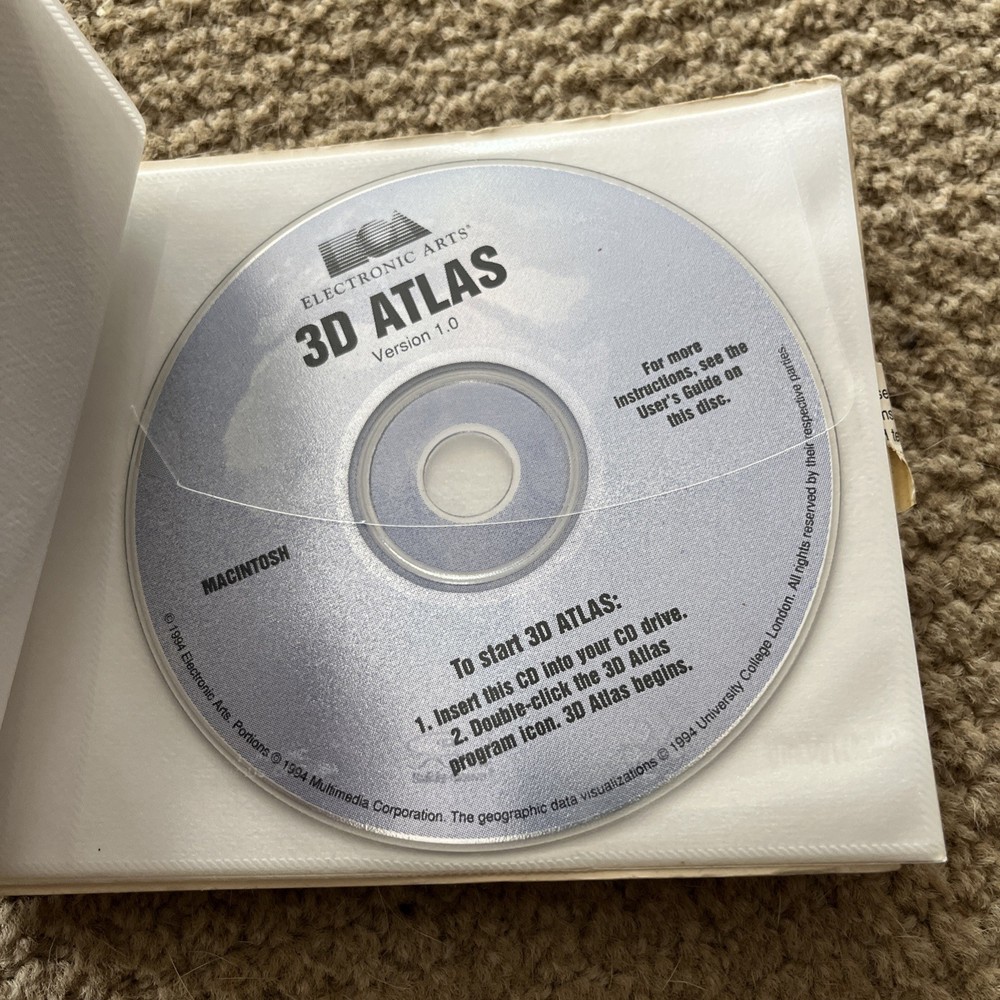 ELECTRONIC ARTS®
3D ATLAS
Version 1.0
For more
instructions, see the
User's Guide on
this disc.
MACINTOSH
To start 3D ATLAS:
1. Insert this CD into your CD drive.
2. Double-click the 3D Atlas
program icon. 3D Atlas begins.
© 1994 Electronic Arts. Portions © 1994 Multimedia Corporation. The geographic data visualizations © 1994 University College London. All rights reserved by their respective parties.